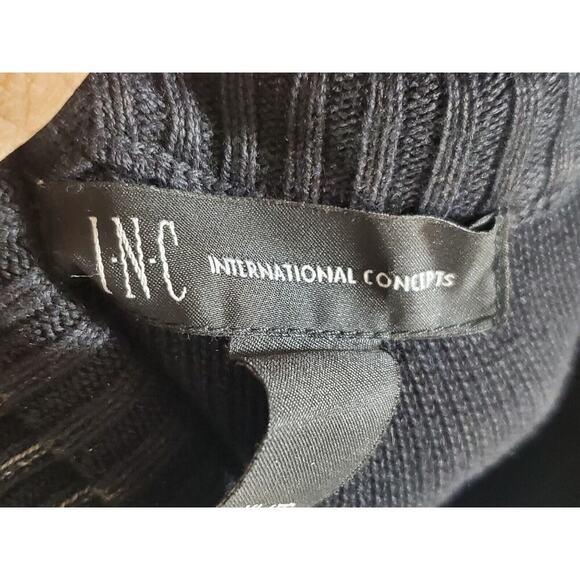 I·N·C INTERNATIONAL CONCEPTS